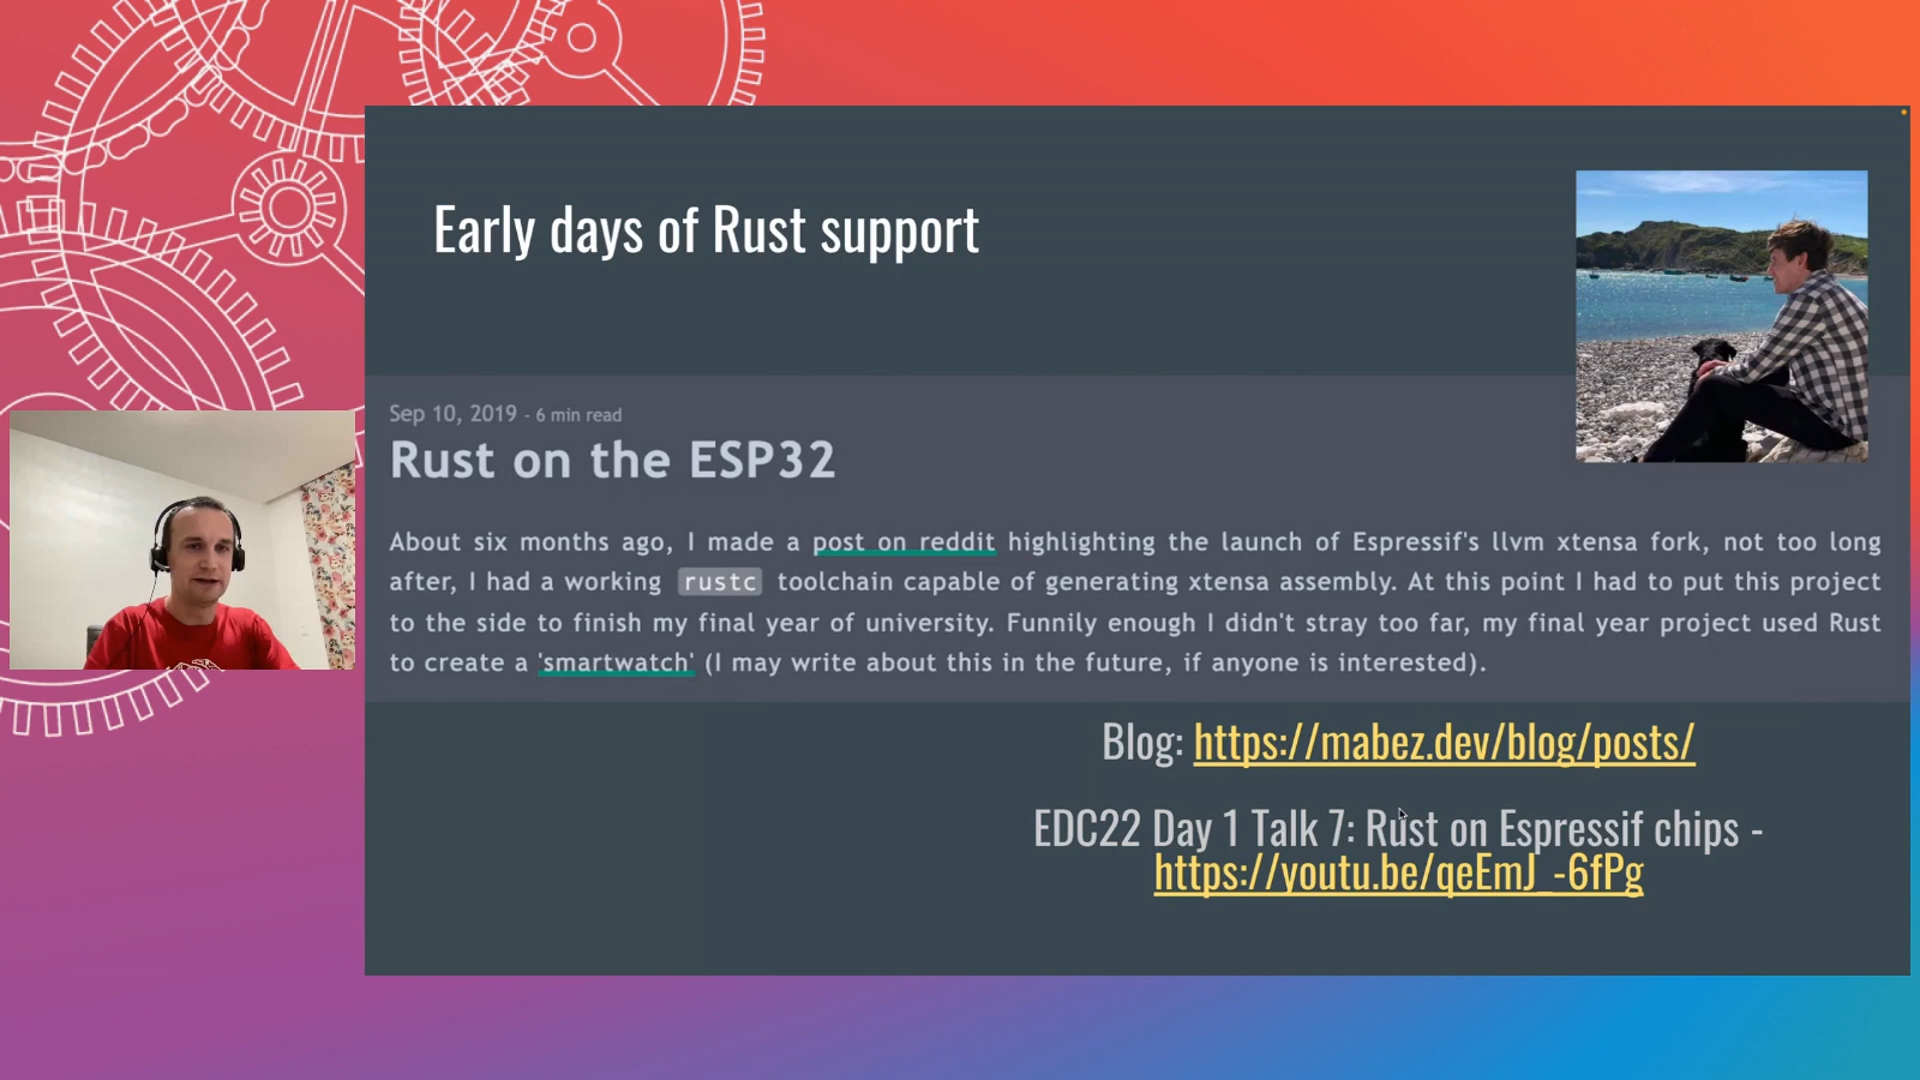 Early days of Rust support
Sep 10, 2019 - 6 min read
Rust on the ESP32
About six months ago, I made a post on reddit highlighting the launch of Espressif's llvm xtensa fork, not too long
after, I had a working rustc toolchain capable of generating xtensa assembly. At this point I had to put this project
to the side to finish my final year of university. Funnily enough I didn't stray too far, my final year project used Rust
to create a 'smartwatch' (I may write about this in the future, if anyone is interested).
Blog: https://mabez.dev/blog/posts/
EDC22 Day 1 Talk 7: Rust on Espressif chips -
https://youtu.be/qeEmJ_-6fPg